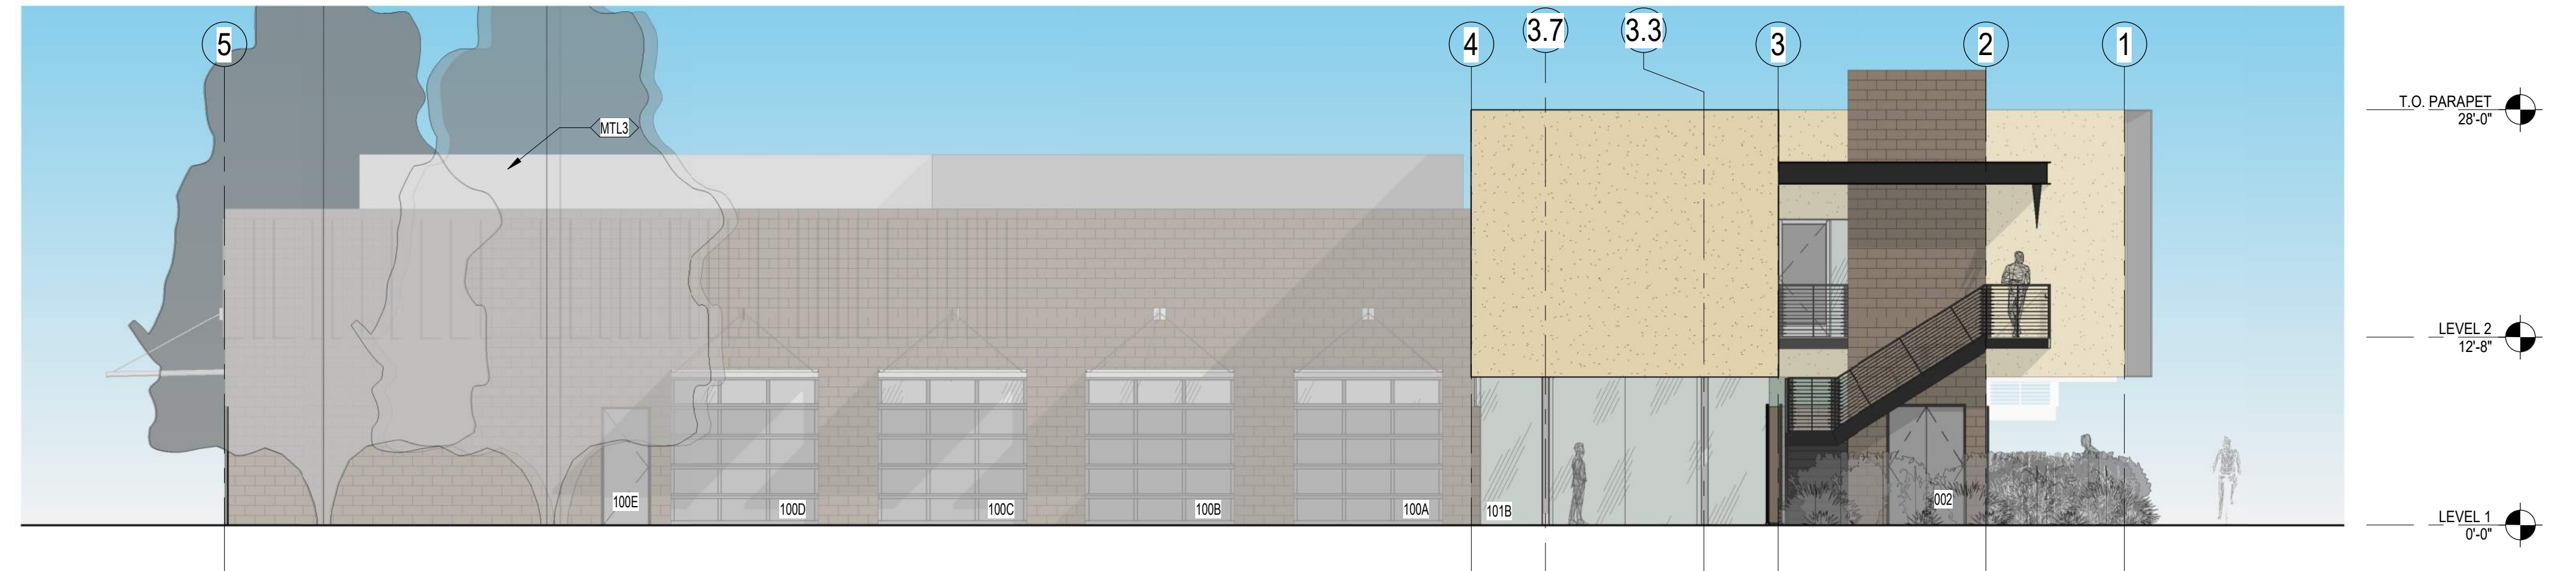 5
4
3.7
3.3
3
2
1
T.O. PARAPET
28'-0"
MTL3
LEVEL 2
12'-8"
100E
100D
100C
100B
100A
101B
002
LEVEL 1
0'-0"